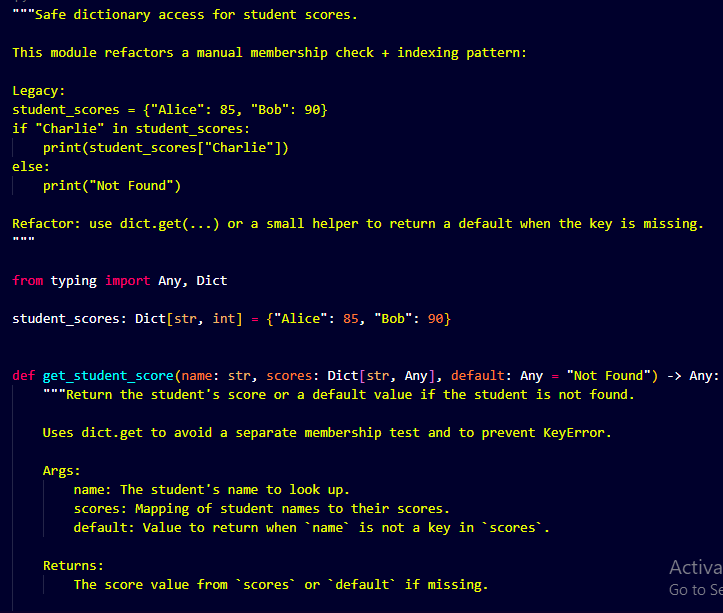 """Safe dictionary access for student scores.

This module refactors a manual membership check + indexing pattern:

Legacy:
student_scores = {"Alice": 85, "Bob": 90}
if "Charlie" in student_scores:
    print(student_scores["Charlie"])
else:
    print("Not Found")

Refactor: use dict.get(...) or a small helper to return a default when the key is missing.
"""

from typing import Any, Dict

student_scores: Dict[str, int] = {"Alice": 85, "Bob": 90}


def get_student_score(name: str, scores: Dict[str, Any], default: Any = "Not Found") -> Any:
    """Return the student's score or a default value if the student is not found.

    Uses dict.get to avoid a separate membership test and to prevent KeyError.

    Args:
        name: The student's name to look up.
        scores: Mapping of student names to their scores.
        default: Value to return when `name` is not a key in `scores`.

    Returns:
        The score value from `scores` or `default` if missing.
Activa
Go to Se